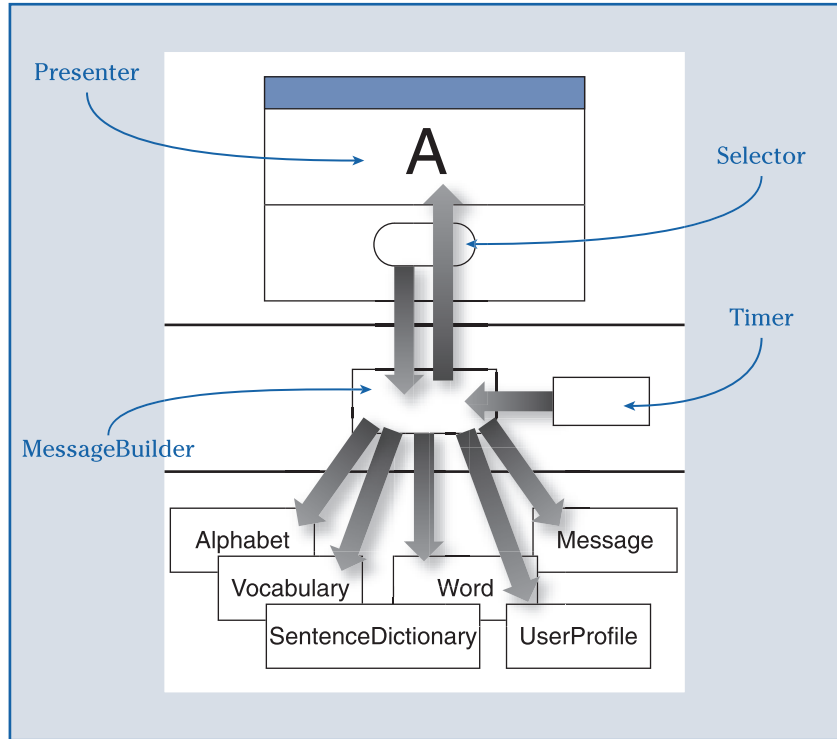 Presenter
A
Selector
Timer
MessageBuilder
Alphabet
Message
Vocabulary
Word
SentenceDictionary
UserProfile